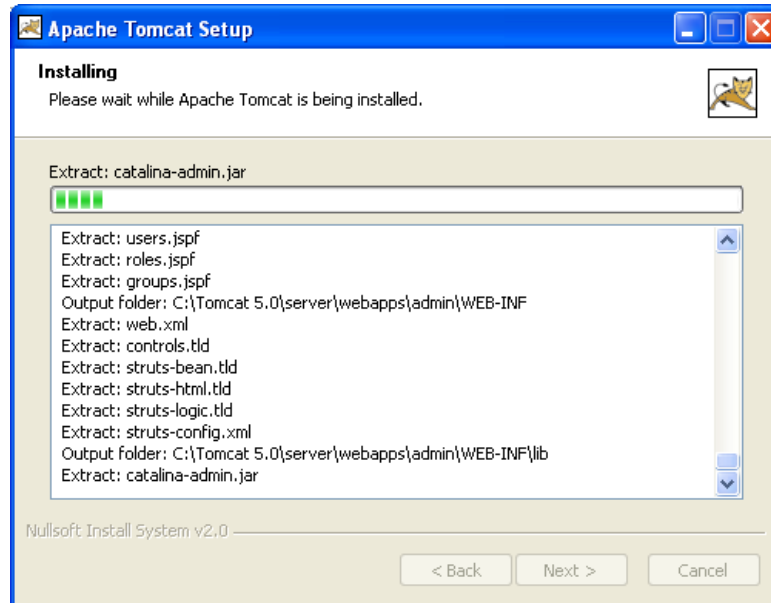 Apache Tomcat Setup
Installing
Please wait while Apache Tomcat is being installed.
Extract: catalina-admin.jar
Extract: users.jspf
Extract: roles.jspf
Extract: groups.jspf
Output folder: C:\Tomcat 5.0\server\webapps\admin\WEB-INF
Extract: web.xml
Extract: controls.tld
Extract: struts-bean.tld
Extract: struts-html.tld
Extract: struts-logic.tld
Extract: struts-config.xml
Output folder: C:\Tomcat 5.0\server\webapps\admin\WEB-INF\lib
Extract: catalina-admin.jar
Nullsoft Install System v2.0
< Back Next > Cancel